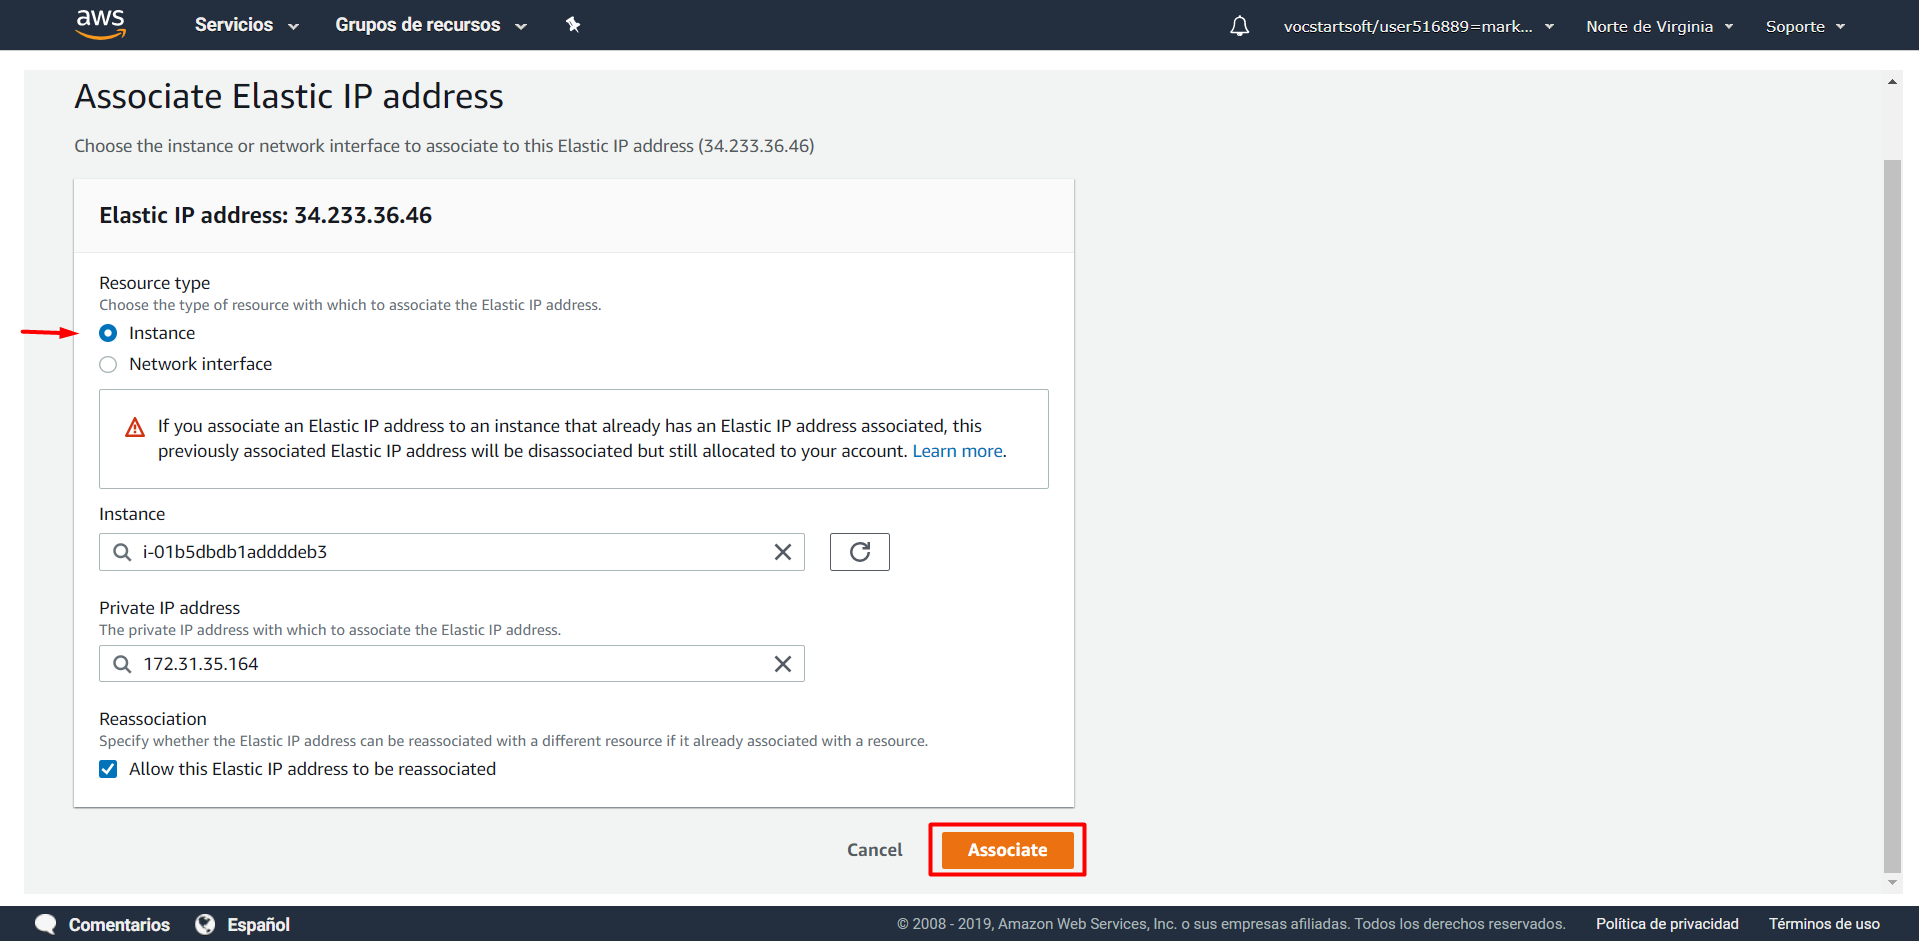 aws Servicios Grupos de recursos vocstartsoft/user516889=mark... Norte de Virginia Soporte
Associate Elastic IP address
Choose the instance or network interface to associate to this Elastic IP address (34.233.36.46)
Elastic IP address: 34.233.36.46
Resource type
Choose the type of resource with which to associate the Elastic IP address.
Instance
Network interface
If you associate an Elastic IP address to an instance that already has an Elastic IP address associated, this
previously associated Elastic IP address will be disassociated but still allocated to your account. Learn more.
Instance
i-01b5dbdb1addddeb3
Private IP address
The private IP address with which to associate the Elastic IP address.
172.31.35.164
Reassociation
Specify whether the Elastic IP address can be reassociated with a different resource if it already associated with a resource.
Allow this Elastic IP address to be reassociated
Cancel Associate
Comentarios Español © 2008 - 2019, Amazon Web Services, Inc. o sus empresas afiliadas. Todos los derechos reservados. Política de privacidad Términos de uso